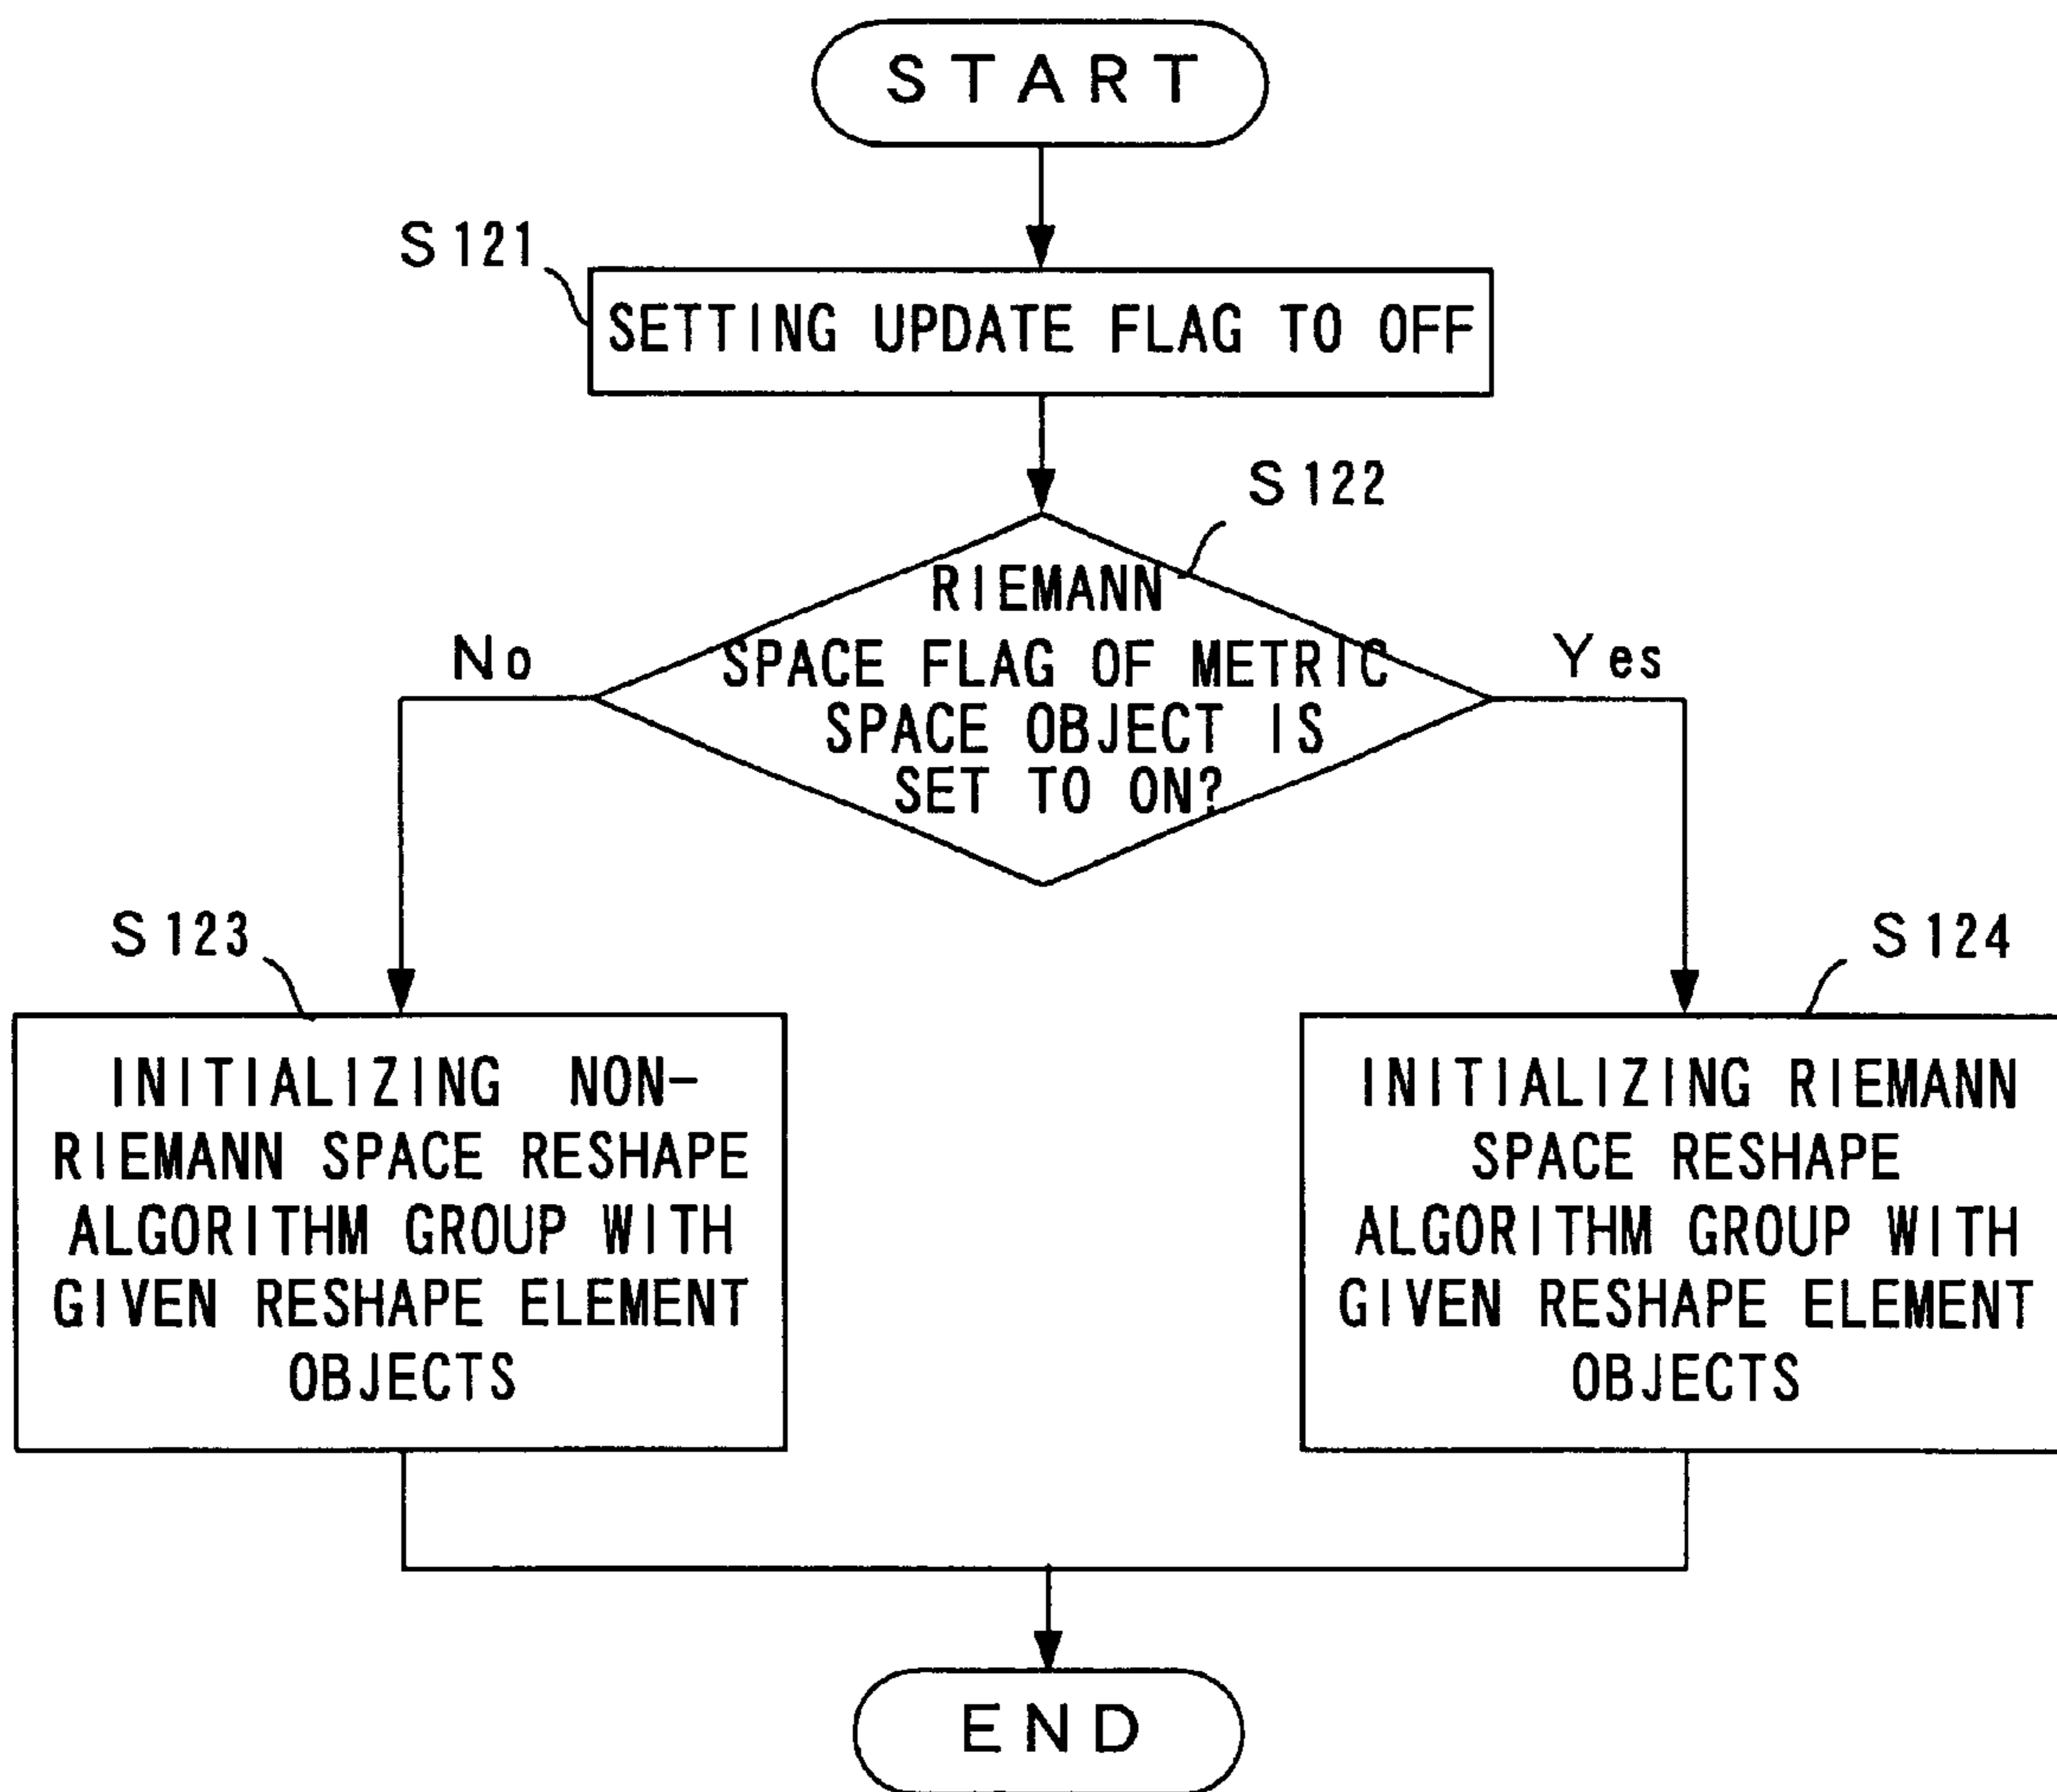 START
S121
SETTING UPDATE FLAG TO OFF
S122
RIEMANN
SPACE FLAG OF METRIC
SPACE OBJECT IS
SET TO ON?
No
Yes
S123
INITIALIZING NON-
RIEMANN SPACE RESHAPE
ALGORITHM GROUP WITH
GIVEN RESHAPE ELEMENT
OBJECTS
S124
INITIALIZING RIEMANN
SPACE RESHAPE
ALGORITHM GROUP WITH
GIVEN RESHAPE ELEMENT
OBJECTS
END